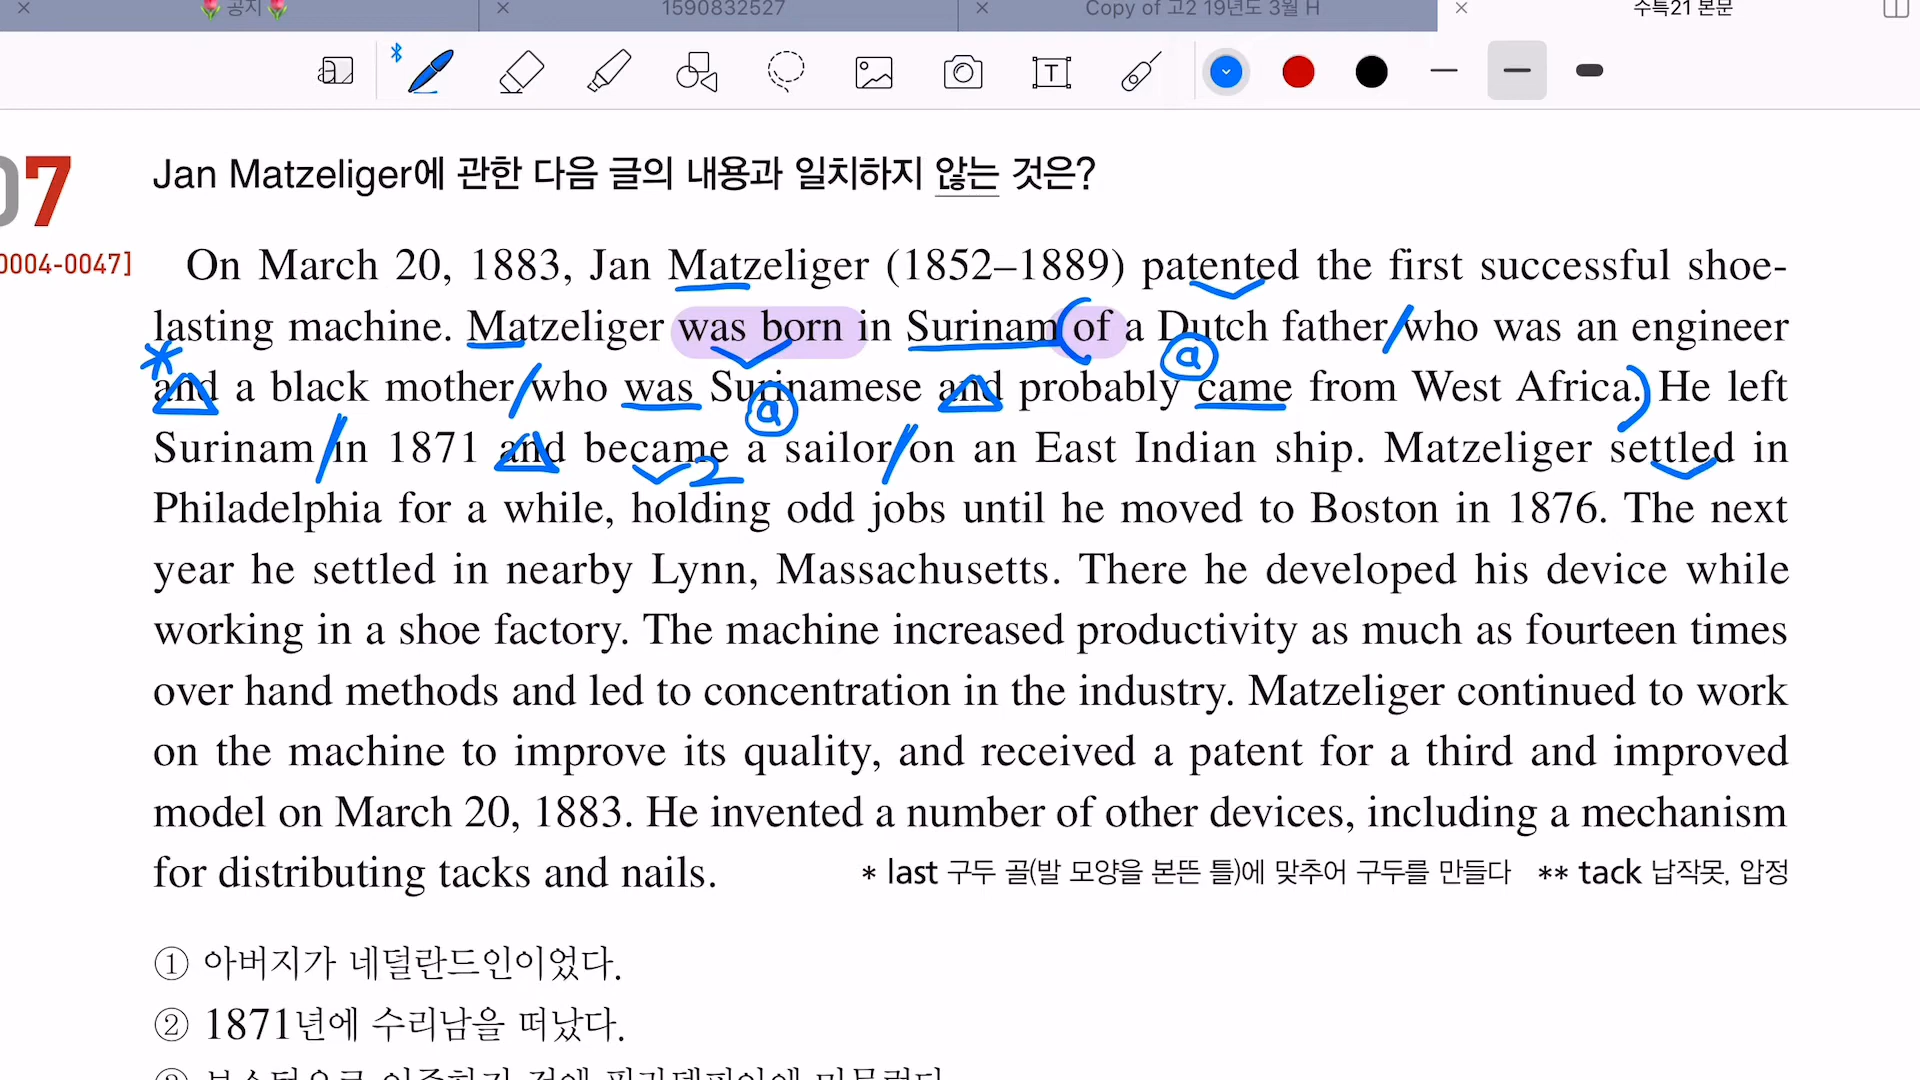 공지
1590832527
Copy of 고2 19년도 3월 H
수특21 본문
07
0004-0047]
Jan Matzeliger에 관한 다음 글의 내용과 일치하지 않는 것은?
On March 20, 1883, Jan Matzeliger (1852–1889) patented the first successful shoe-
lasting machine. Matzeliger was born in Surinam of a Dutch father who was an engineer
and a black mother who was Surinamese and probably came from West Africa. He left
Surinam in 1871 and became a sailor on an East Indian ship. Matzeliger settled in
Philadelphia for a while, holding odd jobs until he moved to Boston in 1876. The next
year he settled in nearby Lynn, Massachusetts. There he developed his device while
working in a shoe factory. The machine increased productivity as much as fourteen times
over hand methods and led to concentration in the industry. Matzeliger continued to work
on the machine to improve its quality, and received a patent for a third and improved
model on March 20, 1883. He invented a number of other devices, including a mechanism
for distributing tacks and nails. * last 구두 골(발 모양을 본뜬 틀)에 맞추어 구두를 만들다 ** tack 납작못, 압정
① 아버지가 네덜란드인이었다.
② 1871년에 수리남을 떠났다.